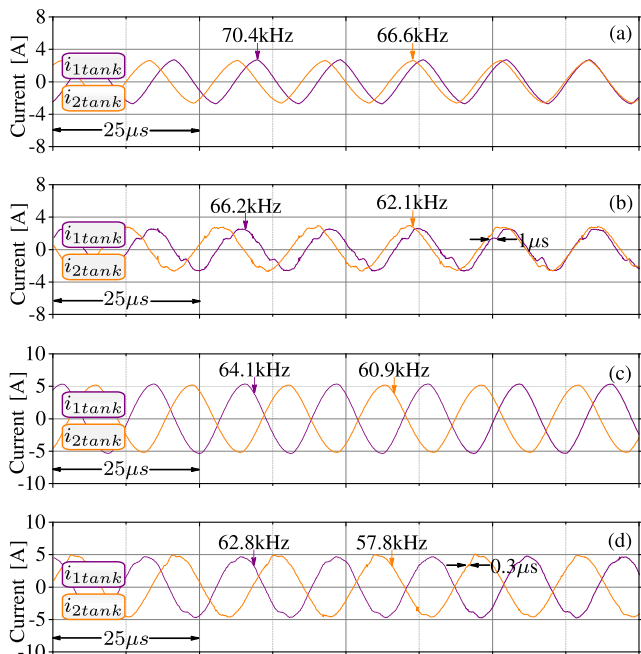 8
4
0
-4
-8
Current [A]
70.4kHz
66.6kHz
(a)
i1tank
i2tank
25μs
8
4
0
-4
-8
Current [A]
66.2kHz
62.1kHz
(b)
i1tank
i2tank
1μs
25μs
10
5
0
-5
-10
Current [A]
64.1kHz
60.9kHz
(c)
i1tank
i2tank
25μs
10
5
0
-5
-10
Current [A]
62.8kHz
57.8kHz
(d)
i1tank
i2tank
0.3μs
25μs